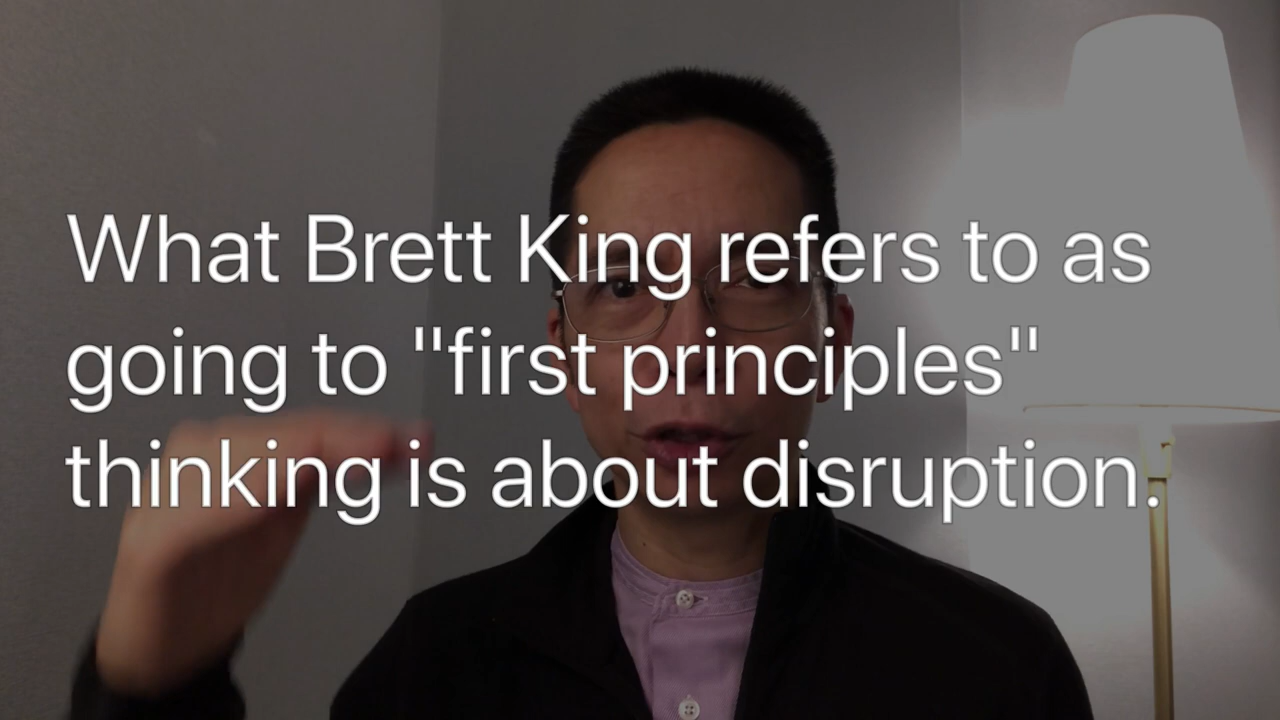 What Brett King refers to as
going to "first principles"
thinking is about disruption.